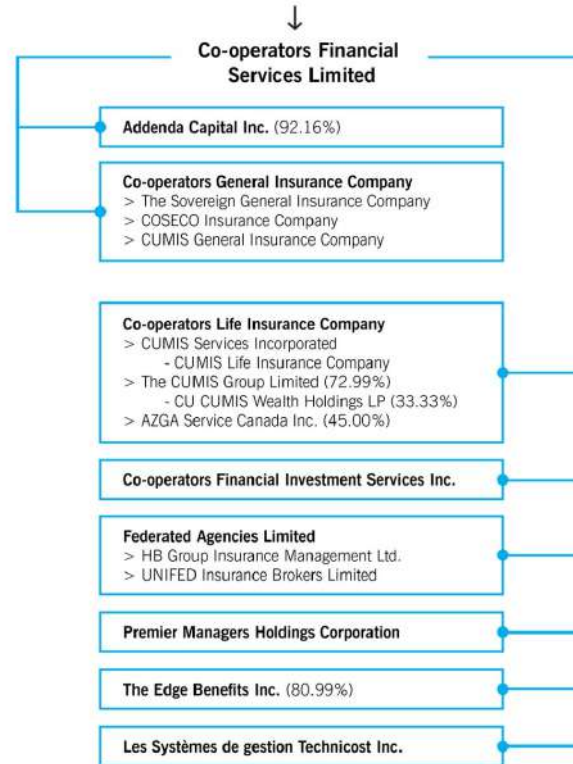 Co-operators Financial
Services Limited
Addenda Capital Inc. (92.16%)
Co-operators General Insurance Company
> The Sovereign General Insurance Company
> COSECO Insurance Company
> CUMIS General Insurance Company
Co-operators Life Insurance Company
> CUMIS Services Incorporated
- CUMIS Life Insurance Company
> The CUMIS Group Limited (72.99%)
- CU CUMIS Wealth Holdings LP (33.33%)
> AZGA Service Canada Inc. (45.00%)
Co-operators Financial Investment Services Inc.
Federated Agencies Limited
> HB Group Insurance Management Ltd.
> UNIFED Insurance Brokers Limited
Premier Managers Holdings Corporation
The Edge Benefits Inc. (80.99%)
Les Systèmes de gestion Technicost Inc.